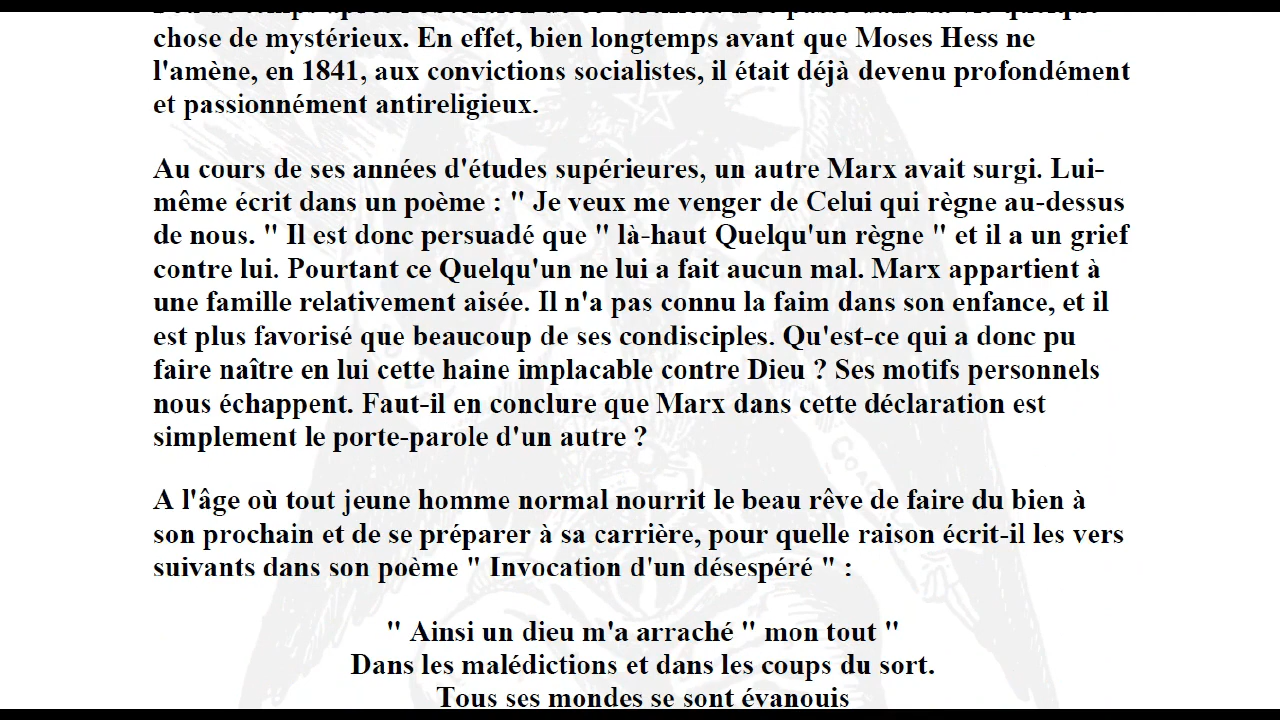 chose de mystérieux. En effet, bien longtemps avant que Moses Hess ne
l'amène, en 1841, aux convictions socialistes, il était déjà devenu profondément
et passionnément antireligieux.
Au cours de ses années d'études supérieures, un autre Marx avait surgi. Lui-
même écrit dans un poème : " Je veux me venger de Celui qui règne au-dessus
de nous. " Il est donc persuadé que " là-haut Quelqu'un règne " et il a un grief
contre lui. Pourtant ce Quelqu'un ne lui a fait aucun mal. Marx appartient à
une famille relativement aisée. Il n'a pas connu la faim dans son enfance, et il
est plus favorisé que beaucoup de ses condisciples. Qu'est-ce qui a donc pu
faire naître en lui cette haine implacable contre Dieu ? Ses motifs personnels
nous échappent. Faut-il en conclure que Marx dans cette déclaration est
simplement le porte-parole d'un autre ?
A l'âge où tout jeune homme normal nourrit le beau rêve de faire du bien à
son prochain et de se préparer à sa carrière, pour quelle raison écrit-il les vers
suivants dans son poème " Invocation d'un désespéré " :
" Ainsi un dieu m'a arraché " mon tout "
Dans les malédictions et dans les coups du sort.
Tous ses mondes se sont évanouis